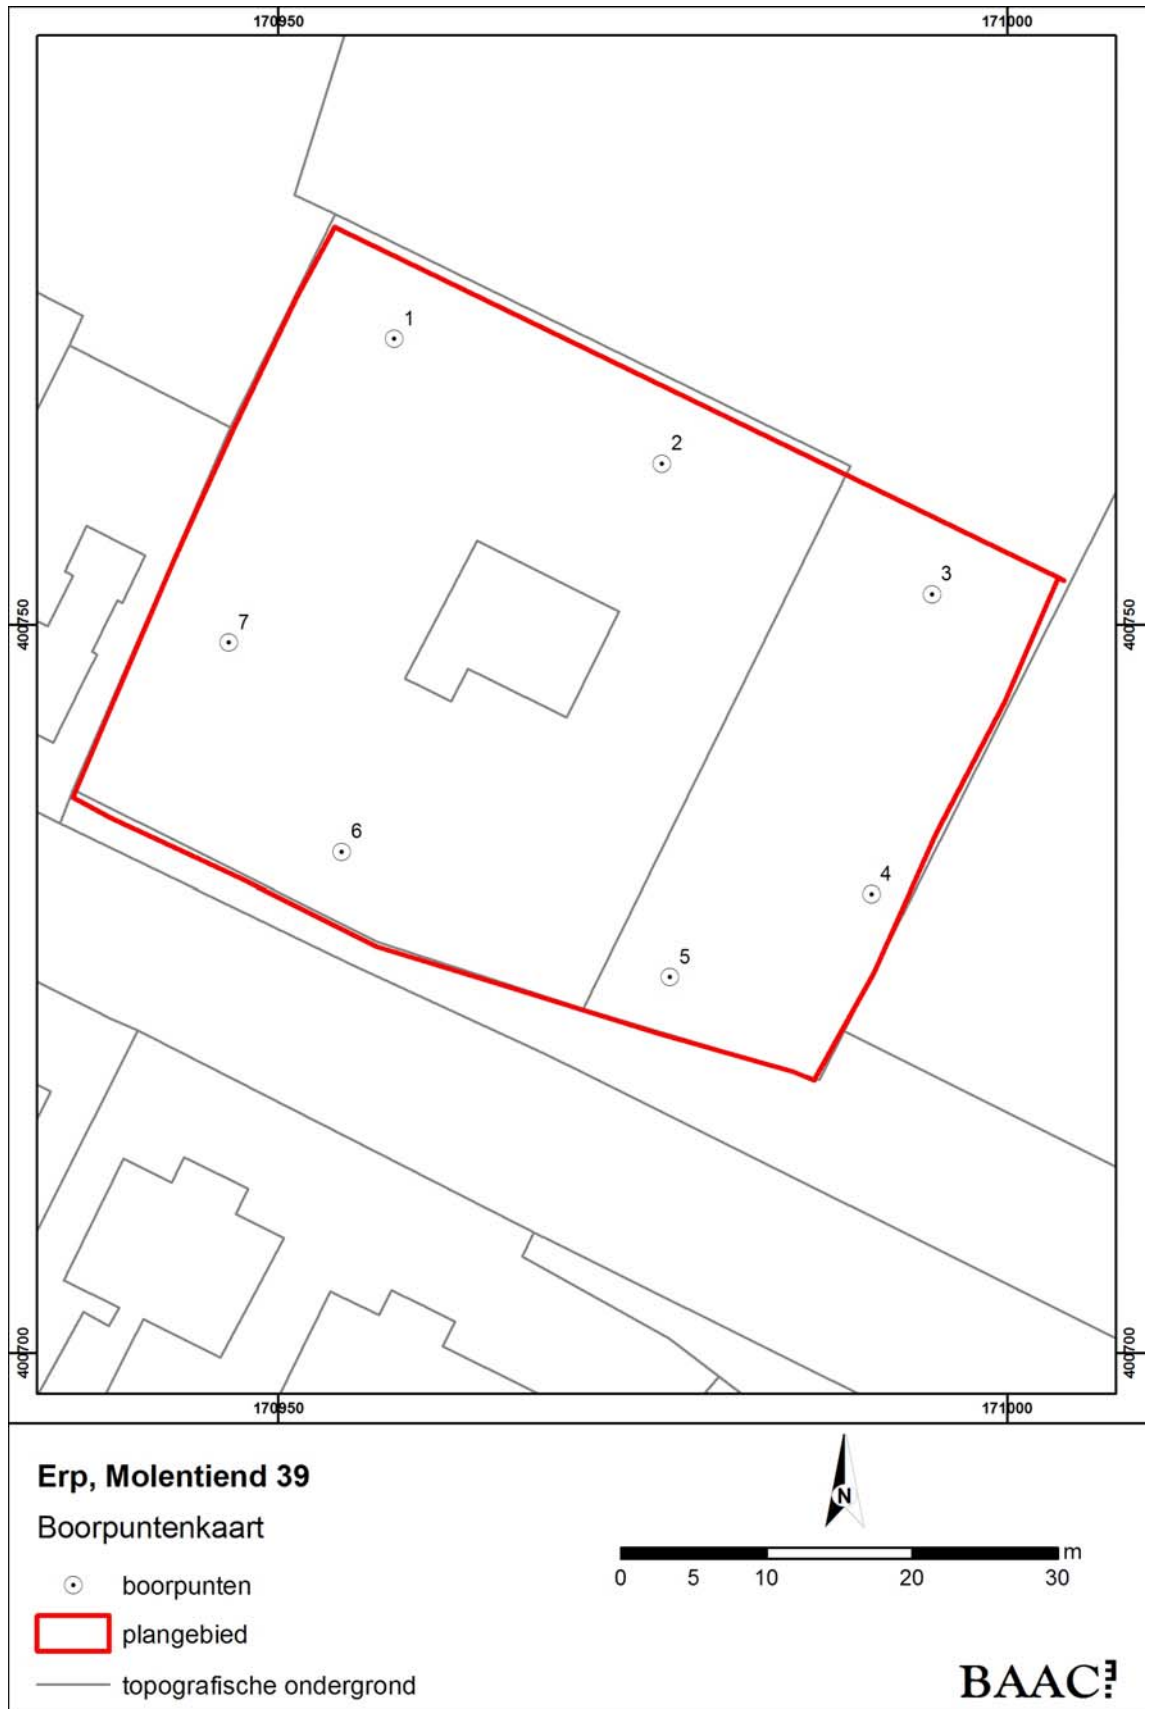 170950 171000
1
2
3
400750 400750
7
6
4
5
400700 400700
170950 171000
Erp, Molentiend 39
Boorpuntenkaart
boorpunten
plangebied
topografische ondergrond
N
m
0 5 10 20 30
BAAC